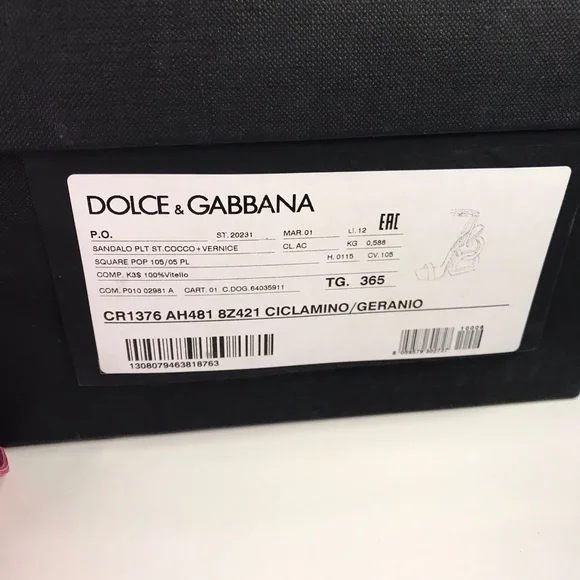 DOLCE & GABBANA
P.O. ST. 20231 MAR. 01 LI. 12 EAC
SANDALO PLT ST.COCCO+VERNICE CL. AC KG 0,588
SQUARE POP 105/05 PL H. 0115 CV. 105
COMP. K3$ 100%Vitello
COM. P010 02981 A CART. 01 C.DOG. 64035911 TG. 365
CR1376 AH481 8Z421 CICLAMINO/GERANIO
10006
1308079463818763